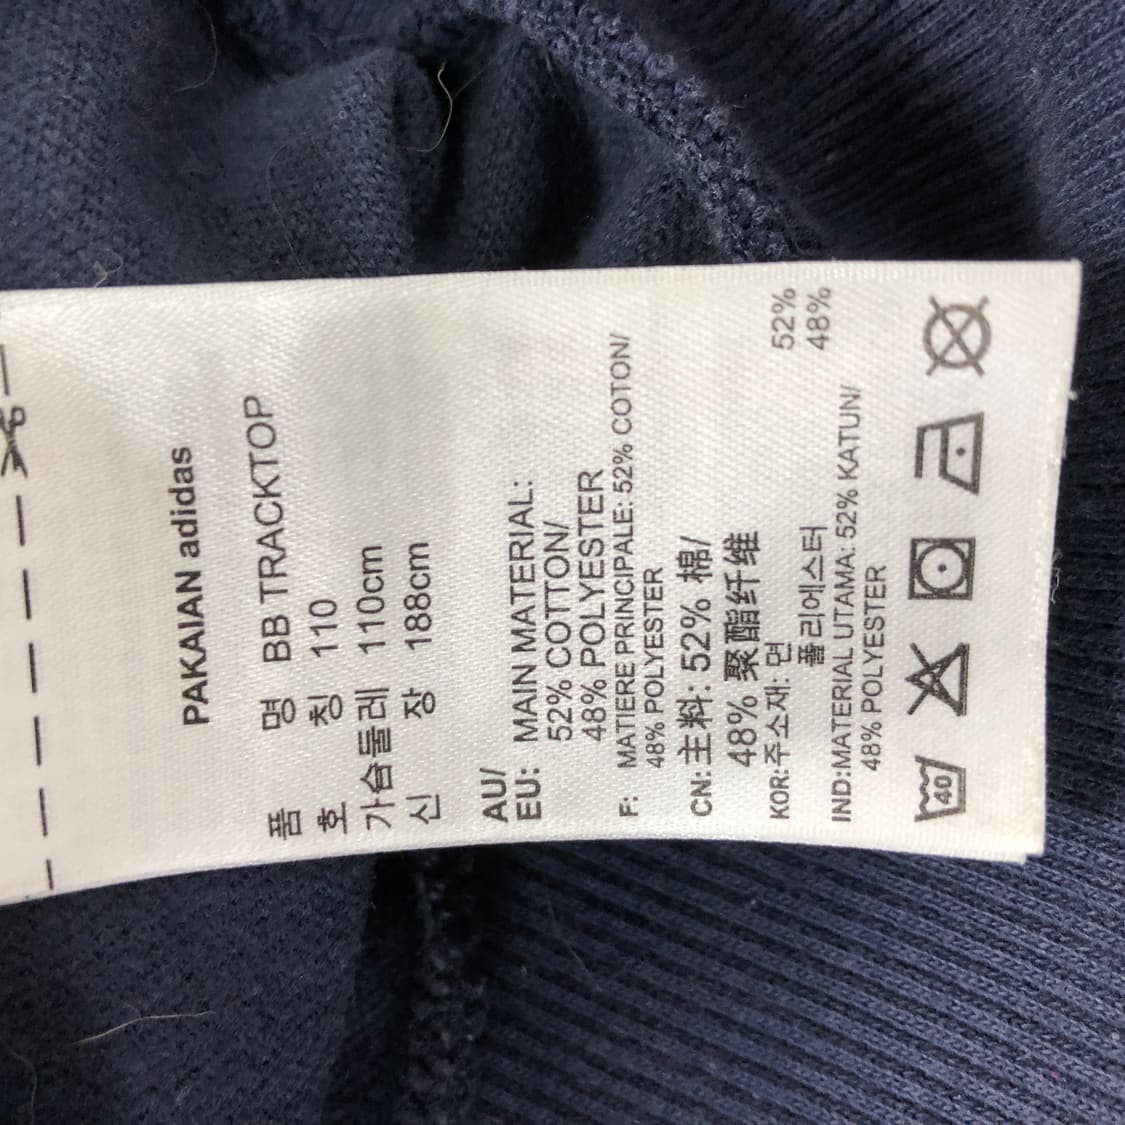 PAKAIAN adidas
품 명 BB TRACKTOP
호 칭 110
가슴둘레 110cm
신 장 188cm
AU/
EU: MAIN MATERIAL:
52% COTTON/
48% POLYESTER
F: MATIERE PRINCIPALE: 52% COTON/
48% POLYESTER
CN: 主料: 52% 棉/
48% 聚酯纤维
KOR:주소재: 면 52%
폴리에스터 48%
IND:MATERIAL UTAMA: 52% KATUN/
48% POLYESTER
40